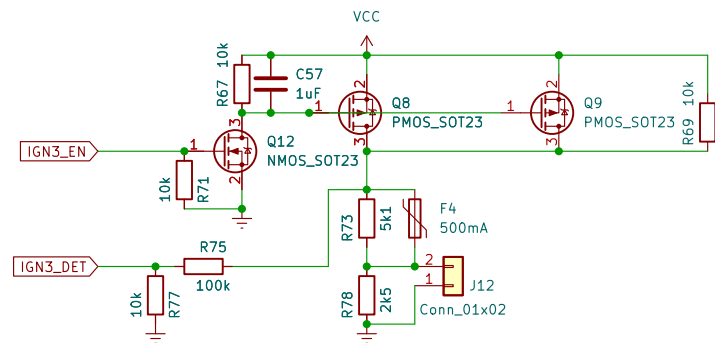 VCC
R67 10k
C57
1uF
1
2
3
Q8
PMOS_SOT23
1
2
3
Q9
PMOS_SOT23
R69 10k
IGN3_EN
1
3
2
Q12
NMOS_SOT23
10k
R71
R73
5k1
F4
500mA
IGN3_DET
R75
100k
10k
R77
R78
2k5
2
1
J12
Conn_01x02